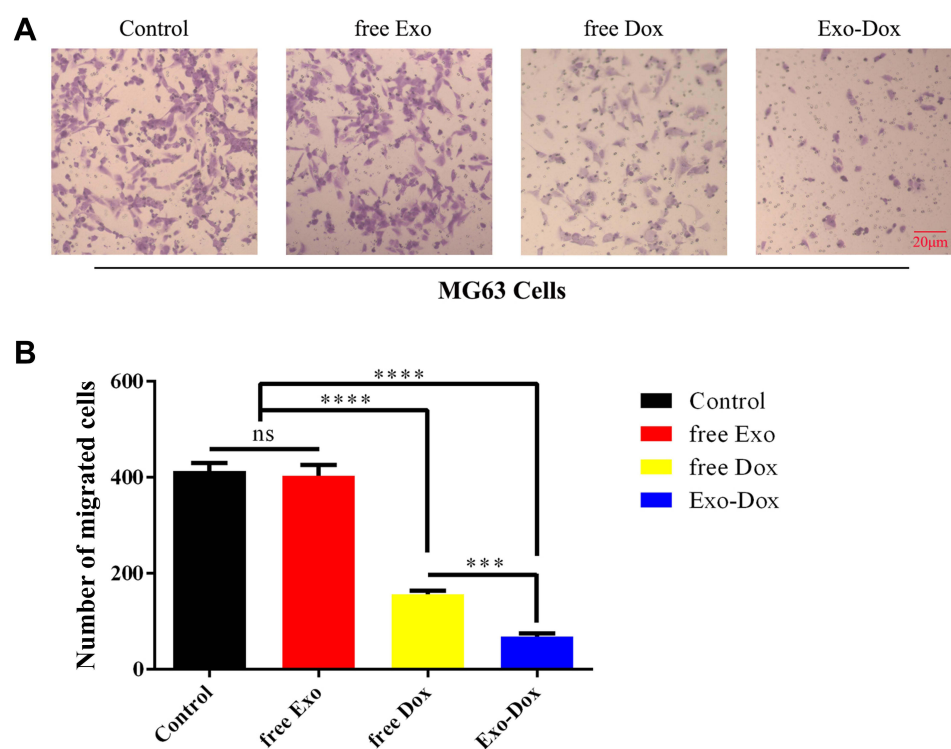 A
Control
free Exo
free Dox
Exo-Dox
20μm
MG63 Cells
B
Number of migrated cells
600
400
200
0
ns
****
****
***
Control
free Exo
free Dox
Exo-Dox
Control
free Exo
free Dox
Exo-Dox